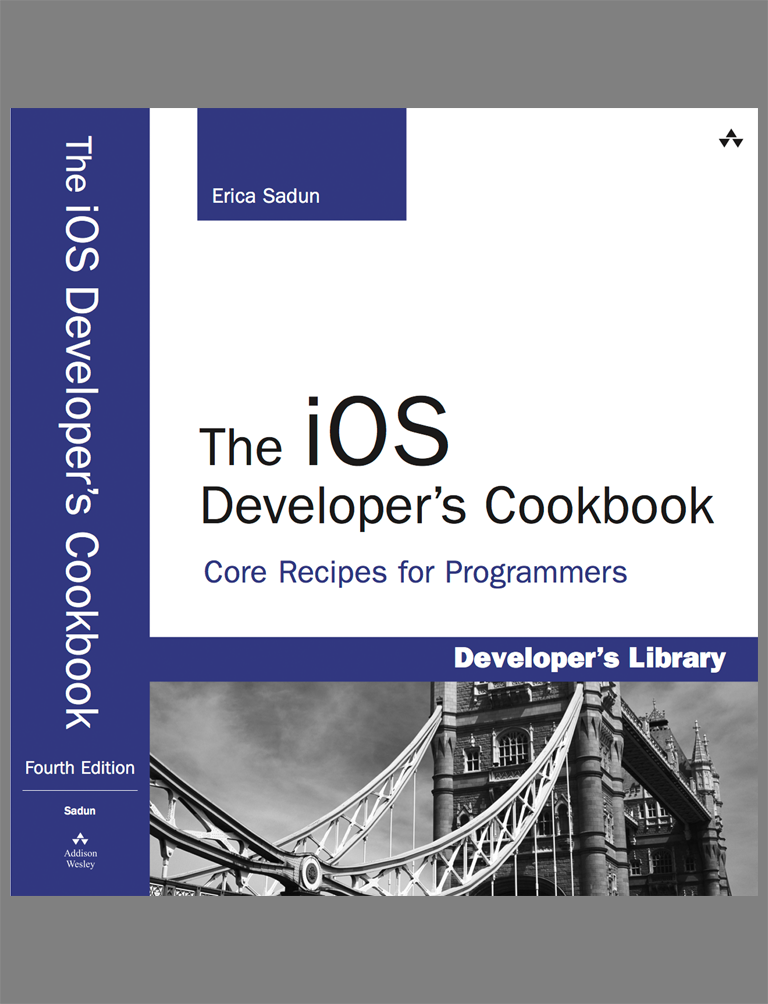 The iOS Developer's Cookbook
Fourth Edition
Sadun
Addison
Wesley
Erica Sadun
The iOS
Developer's Cookbook
Core Recipes for Programmers
Developer's Library